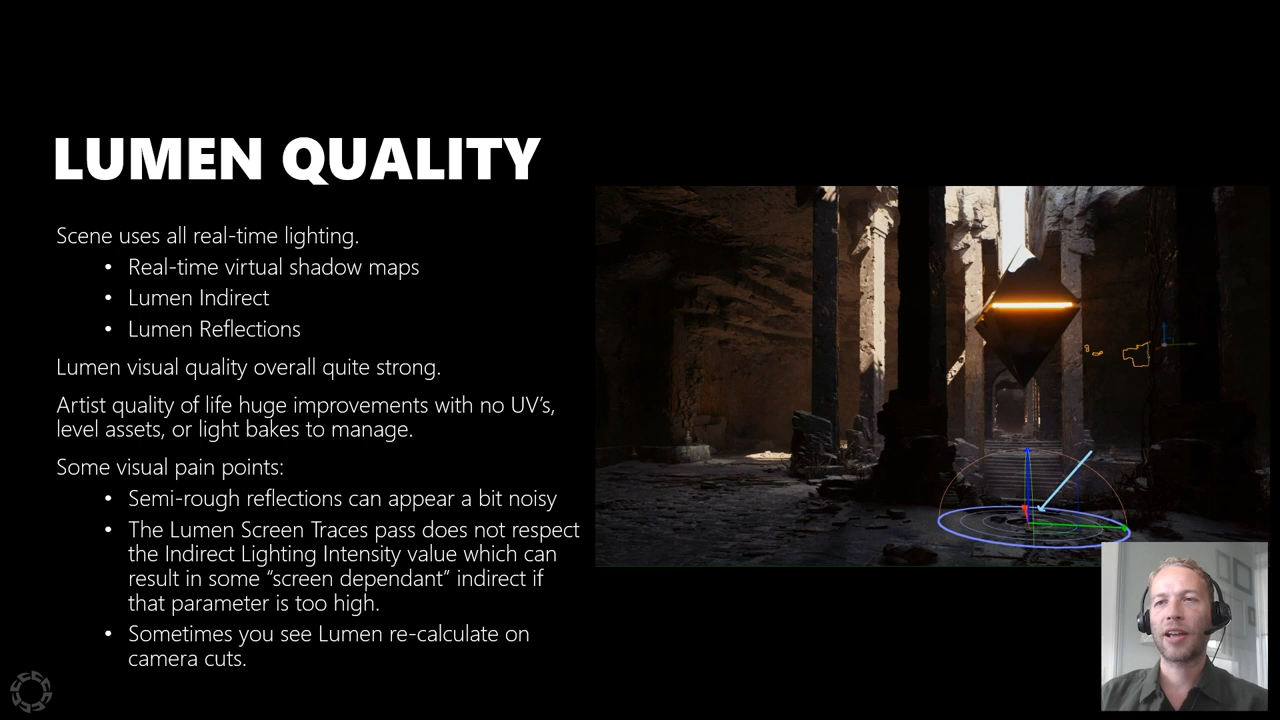 LUMEN QUALITY
Scene uses all real-time lighting.
• Real-time virtual shadow maps
• Lumen Indirect
• Lumen Reflections
Lumen visual quality overall quite strong.
Artist quality of life huge improvements with no UV’s,
level assets, or light bakes to manage.
Some visual pain points:
• Semi-rough reflections can appear a bit noisy
• The Lumen Screen Traces pass does not respect
the Indirect Lighting Intensity value which can
result in some “screen dependant” indirect if
that parameter is too high.
• Sometimes you see Lumen re-calculate on
camera cuts.